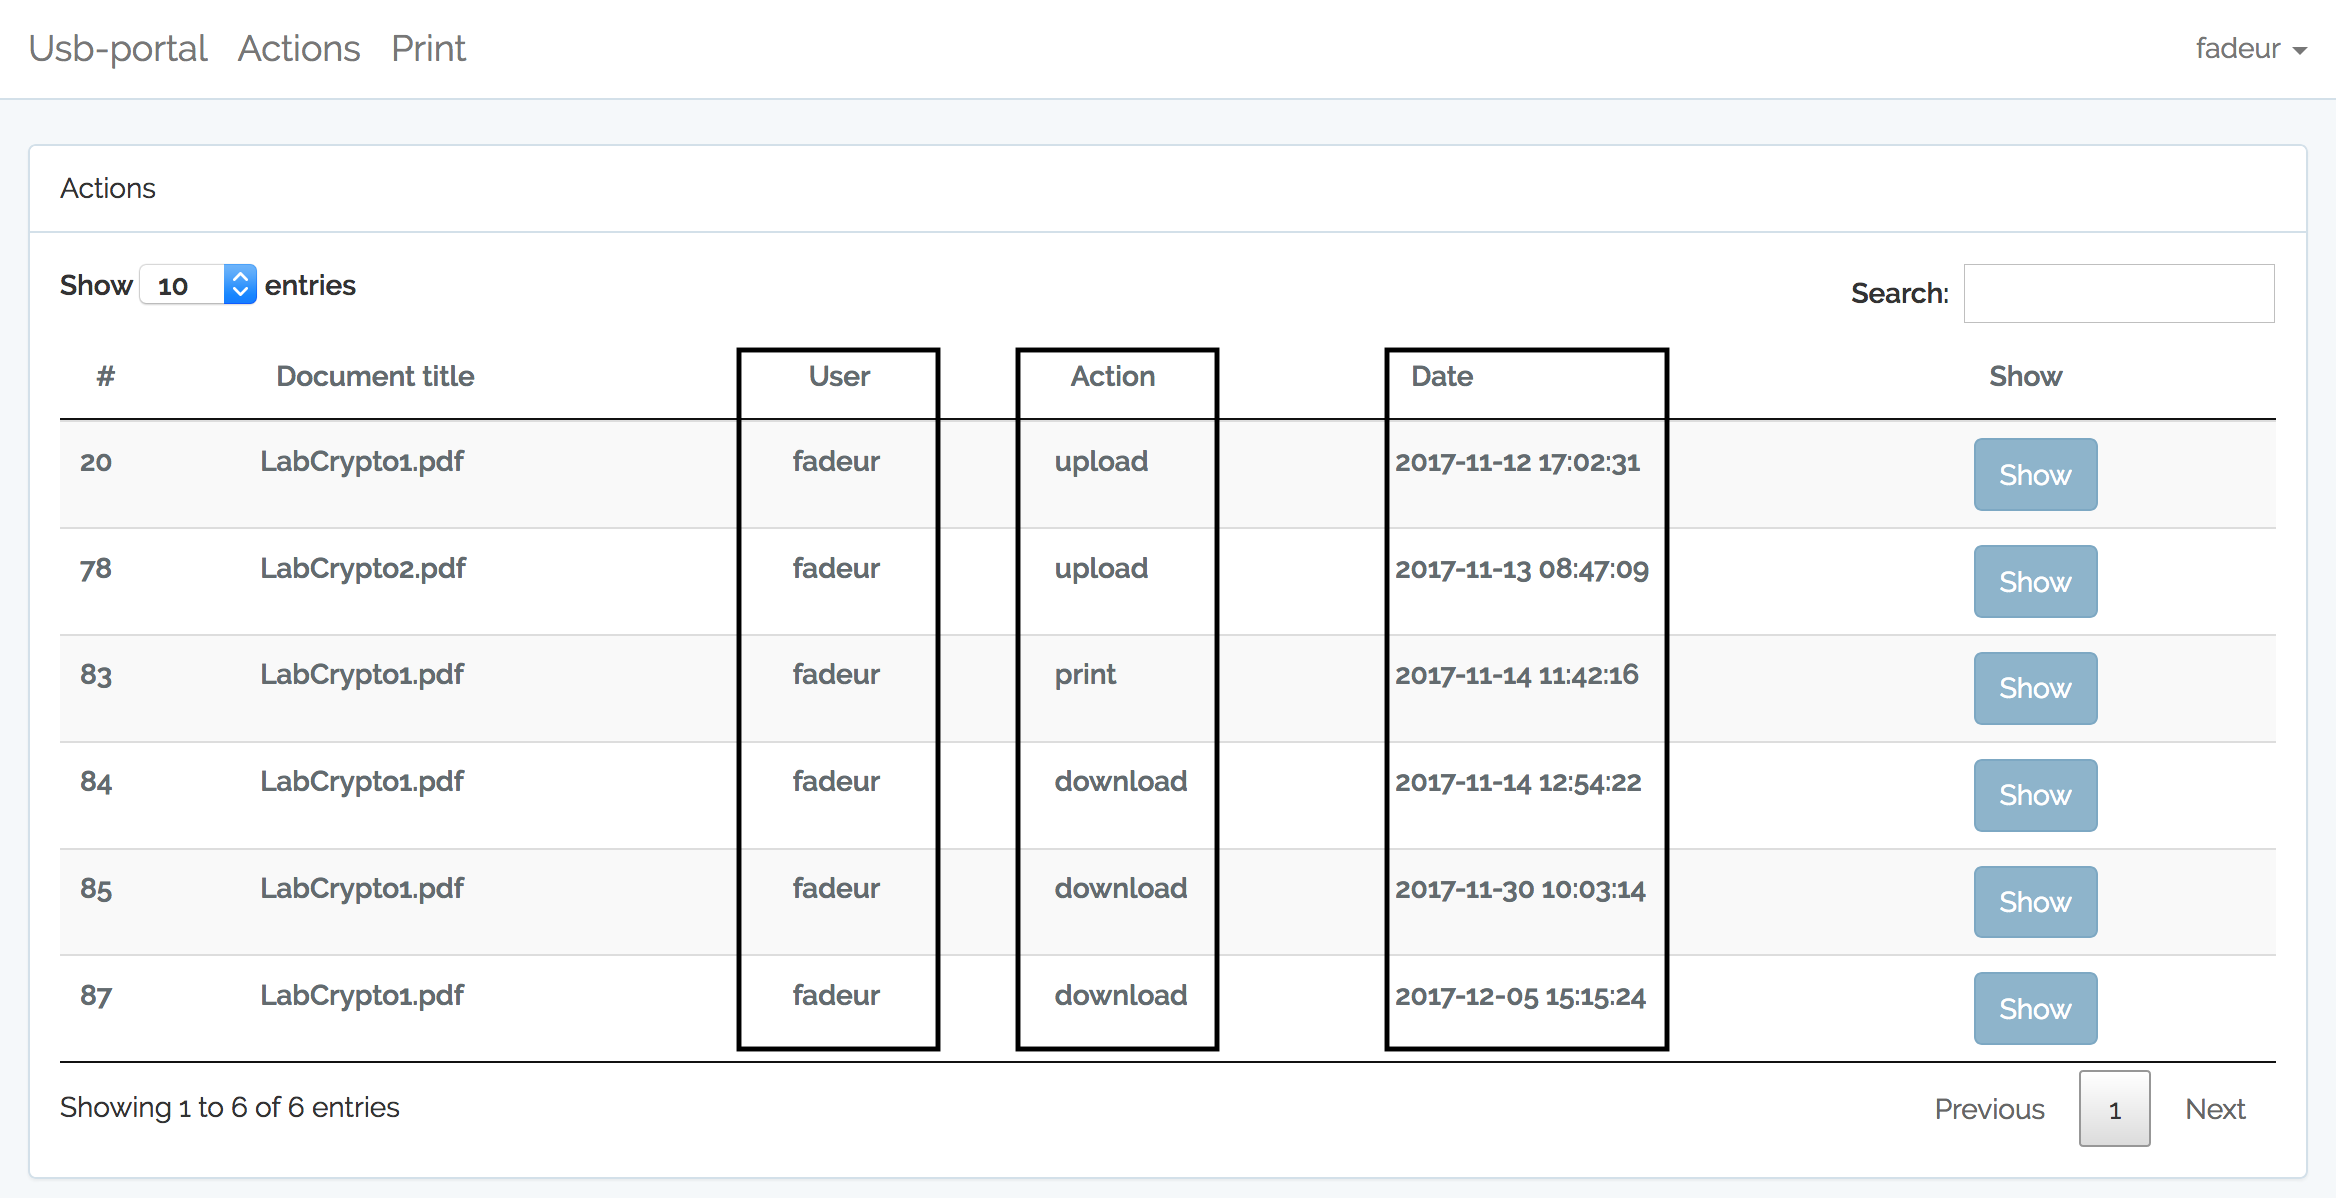 Usb-portal Actions Print fadeur
Actions
Show 10 entries Search:
# Document title User Action Date Show
20 LabCrypto1.pdf fadeur upload 2017-11-12 17:02:31 Show
78 LabCrypto2.pdf fadeur upload 2017-11-13 08:47:09 Show
83 LabCrypto1.pdf fadeur print 2017-11-14 11:42:16 Show
84 LabCrypto1.pdf fadeur download 2017-11-14 12:54:22 Show
85 LabCrypto1.pdf fadeur download 2017-11-30 10:03:14 Show
87 LabCrypto1.pdf fadeur download 2017-12-05 15:15:24 Show
Showing 1 to 6 of 6 entries Previous 1 Next